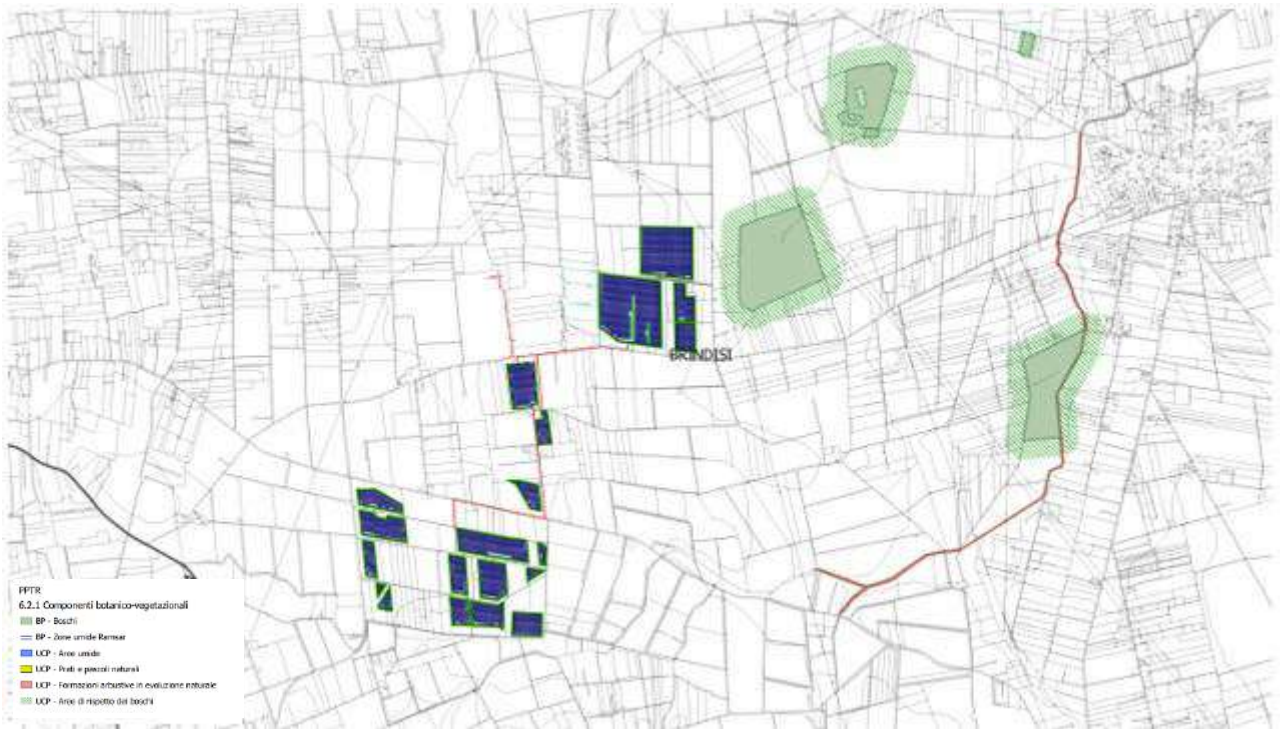 BRINDISI
PPTR
6.2.1 Componenti botanico-vegetazionali
BP - Boschi
BP - Zone umide Ramsar
UCP - Aree umide
UCP - Prati e pascoli naturali
UCP - Formazioni arbustive in evoluzione naturale
UCP - Aree di rispetto dei boschi